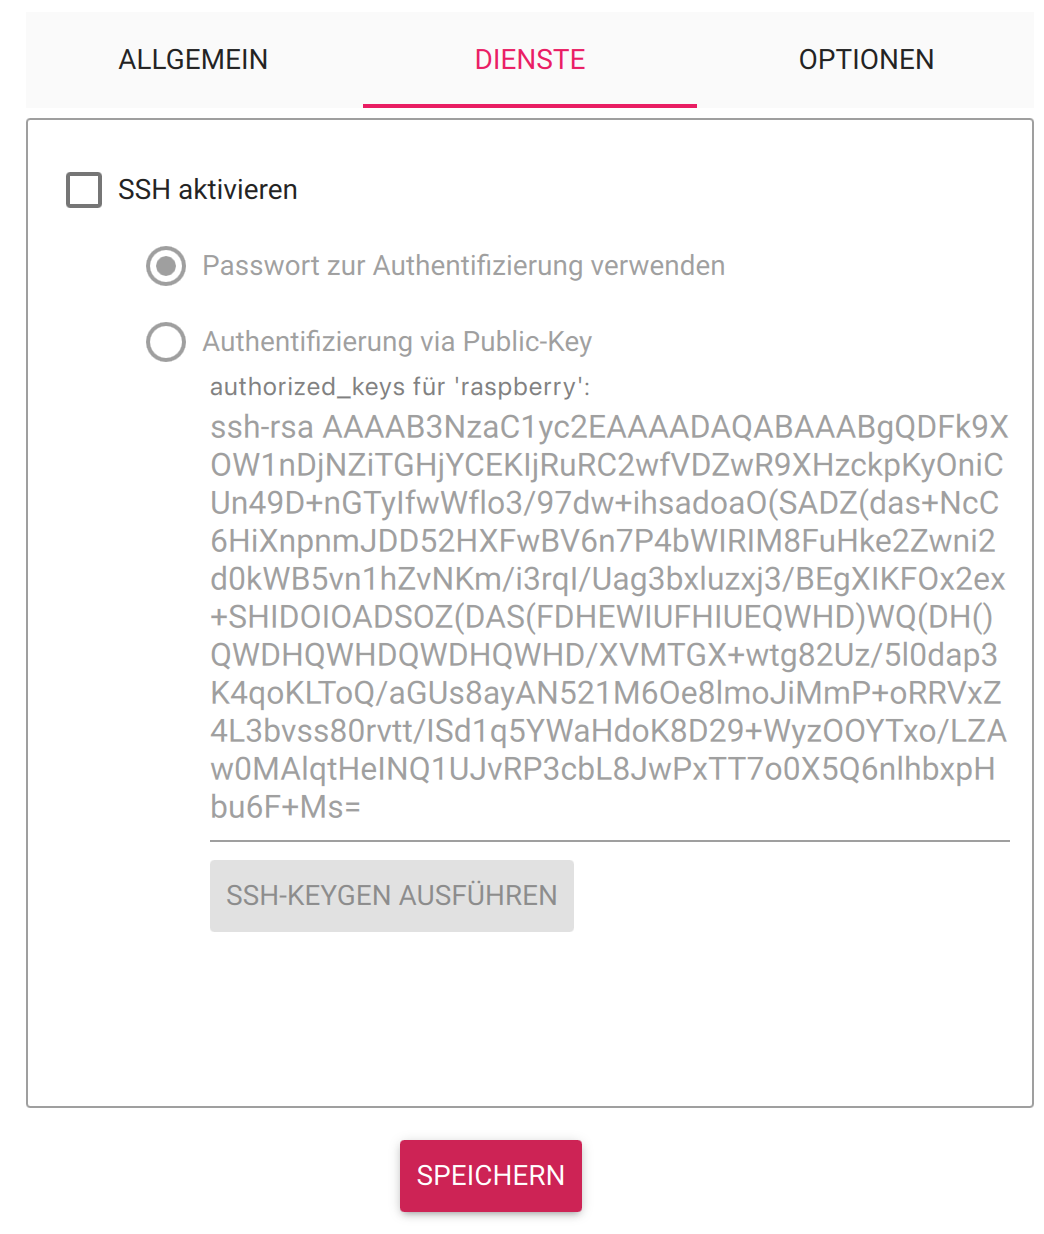 ALLGEMEIN DIENSTE OPTIONEN
SSH aktivieren
Passwort zur Authentifizierung verwenden
Authentifizierung via Public-Key
authorized_keys für 'raspberry':
ssh-rsa AAAAB3NzaC1yc2EAAAADAQABAAABgQDFk9X
OW1nDjNZiTGHjYCEKIjRuRC2wfVDZwR9XHzckpKyOniC
Un49D+nGTyIfwWflo3/97dw+ihsadoaO(SADZ(das+NcC
6HiXnpnmJDD52HXFwBV6n7P4bWIRIM8FuHke2Zwni2
d0kWB5vn1hZvNKm/i3rqI/Uag3bxluzxj3/BEgXIKFOx2ex
+SHIDOIOADSOZ(DAS(FDHEWIUFHIUEQWHD)WQ(DH()
QWDHQWHDQWDHQWHD/XVMTGX+wtg82Uz/5l0dap3
K4qoKLToQ/aGUs8ayAN521M6Oe8lmoJiMmP+oRRVxZ
4L3bvss80rvtt/ISd1q5YWaHdoK8D29+WyzOOYTxo/LZA
w0MAlqtHeINQ1UJvRP3cbL8JwPxTT7o0X5Q6nlhbxpH
bu6F+Ms=
SSH-KEYGEN AUSFÜHREN
SPEICHERN